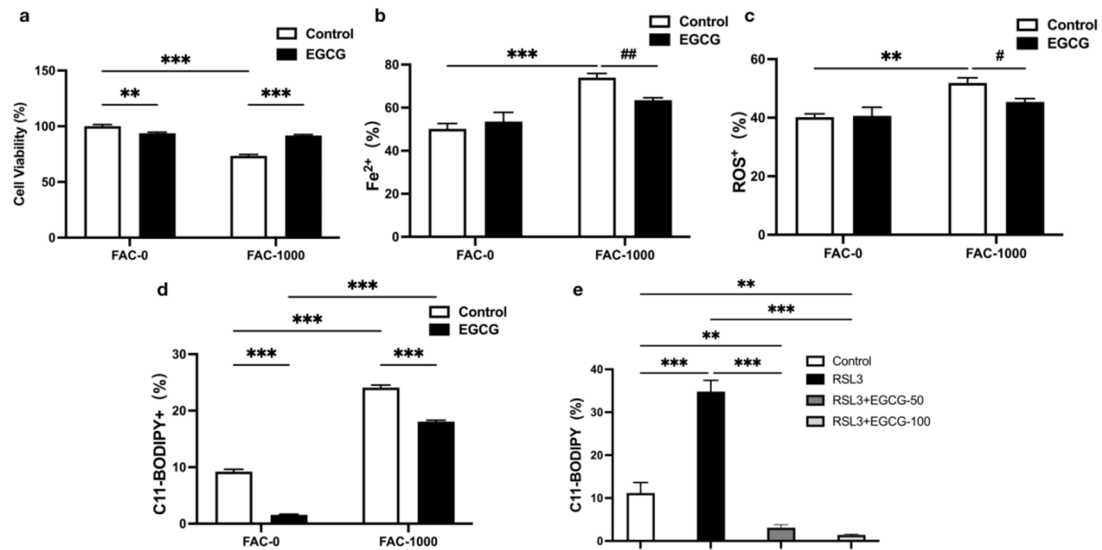 a
Control
EGCG
***
**
***
Cell Viability (%)
150
100
50
0
FAC-0
FAC-1000
b
Control
EGCG
***
##
Fe2+ (%)
80
60
40
20
0
FAC-0
FAC-1000
c
Control
EGCG
**
#
ROS+ (%)
60
40
20
0
FAC-0
FAC-1000
d
Control
EGCG
***
***
***
***
C11-BODIPY+ (%)
30
20
10
0
FAC-0
FAC-1000
e
**
***
**
***
***
Control
RSL3
RSL3+EGCG-50
RSL3+EGCG-100
C11-BODIPY (%)
40
30
20
10
0